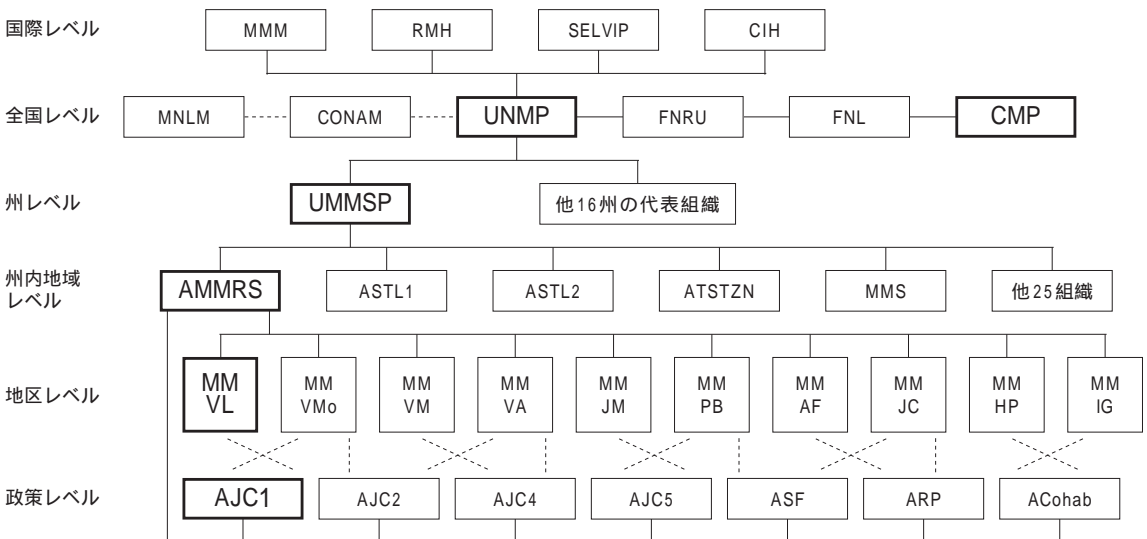 国際レベル
MMM
RMH
SELVIP
CIH
全国レベル
MNLM
CONAM
UNMP
FNRU
FNL
CMP
州レベル
UMMSP
他16州の代表組織
州内地域
レベル
AMMRS
ASTL1
ASTL2
ATSTZN
MMS
他25組織
地区レベル
MM
VL
MM
VMo
MM
VM
MM
VA
MM
JM
MM
PB
MM
AF
MM
JC
MM
HP
MM
IG
政策レベル
AJC1
AJC2
AJC4
AJC5
ASF
ARP
ACohab